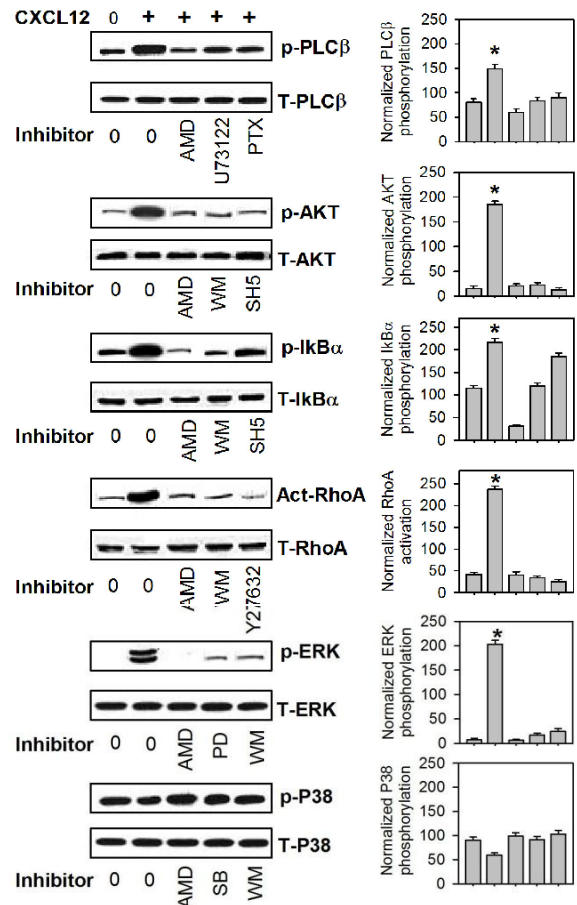 CXCL12 0 + + + +
p-PLCβ
T-PLCβ
Inhibitor 0 0 AMD U73122 PTX
p-AKT
T-AKT
Inhibitor 0 0 AMD WM SH5
p-IkBα
T-IkBα
Inhibitor 0 0 AMD WM SH5
Act-RhoA
T-RhoA
Inhibitor 0 0 AMD WM Y27632
p-ERK
T-ERK
Inhibitor 0 0 AMD PD WM
p-P38
T-P38
Inhibitor 0 0 AMD SB WM
Normalized PLCβ
phosphorylation
250
200
150
100
50
0
*
Normalized AKT
phosphorylation
250
200
150
100
50
0
*
Normalized IkBα
phosphorylation
250
200
150
100
50
0
*
Normalized RhoA
activation
250
200
150
100
50
0
*
Normalized ERK
phosphorylation
250
200
150
100
50
0
*
Normalized P38
phosphorylation
250
200
150
100
50
0